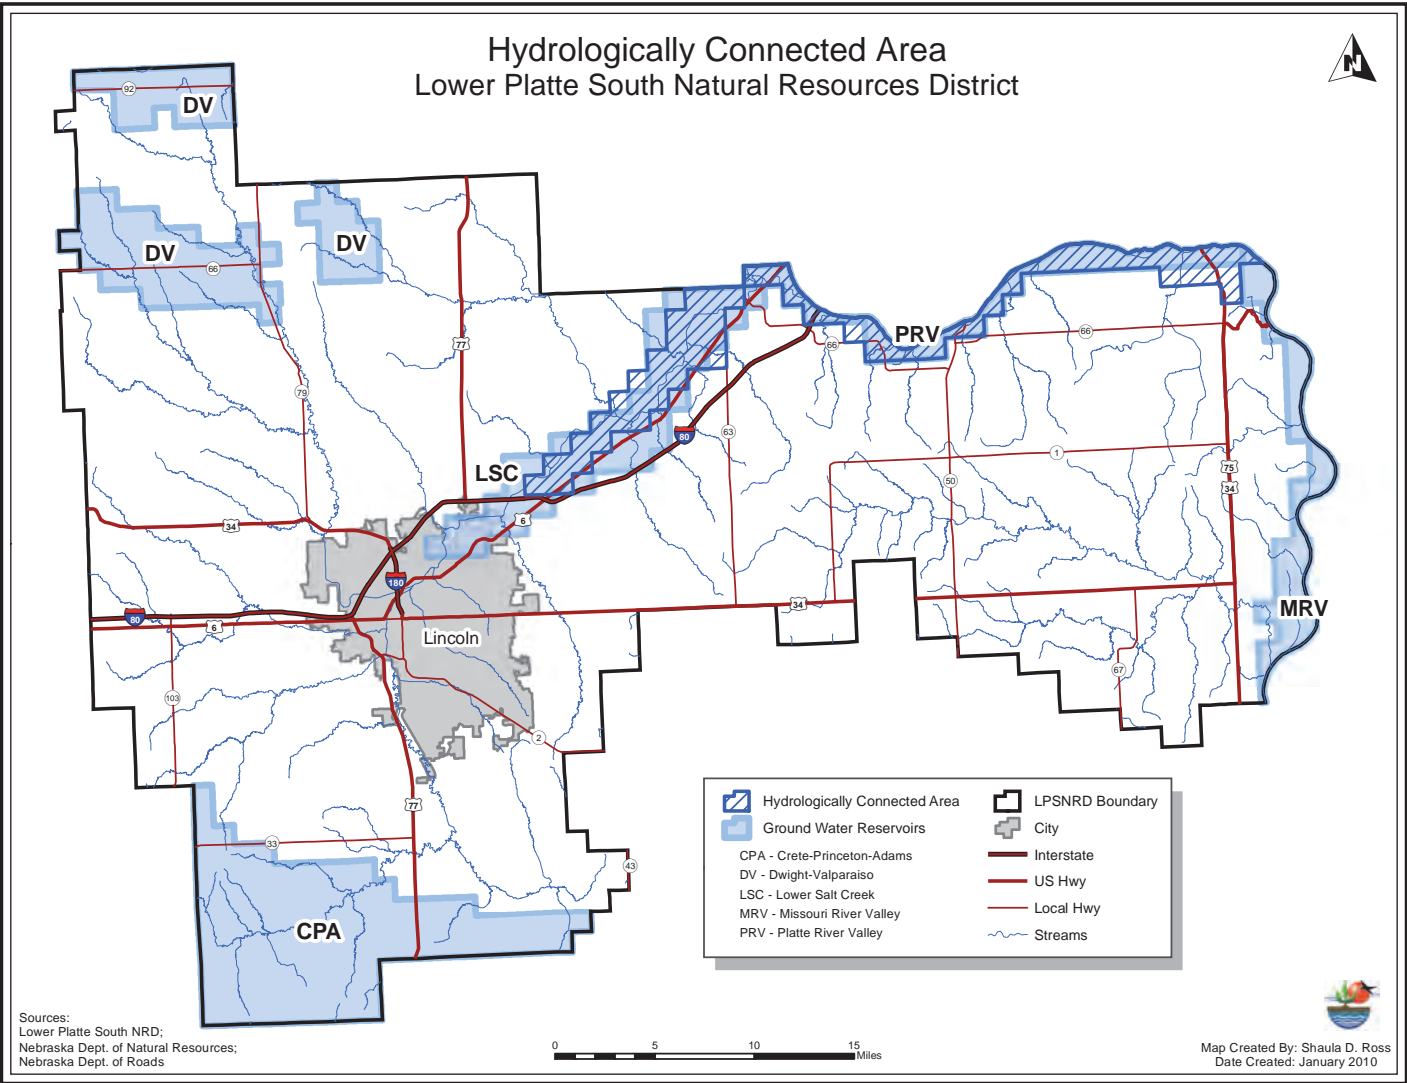 Hydrologically Connected Area
Lower Platte South Natural Resources District
N
92
DV
DV
DV
66
77
79
PRV
66
66
80
63
1
LSC
50
75
34
34
6
180
80
6
34
MRV
Lincoln
103
67
2
77
33
43
CPA
Hydrologically Connected Area
Ground Water Reservoirs
CPA - Crete-Princeton-Adams
DV - Dwight-Valparaiso
LSC - Lower Salt Creek
MRV - Missouri River Valley
PRV - Platte River Valley
LPSNRD Boundary
City
Interstate
US Hwy
Local Hwy
Streams
Sources:
Lower Platte South NRD;
Nebraska Dept. of Natural Resources;
Nebraska Dept. of Roads
0 5 10 15
Miles
Map Created By: Shaula D. Ross
Date Created: January 2010